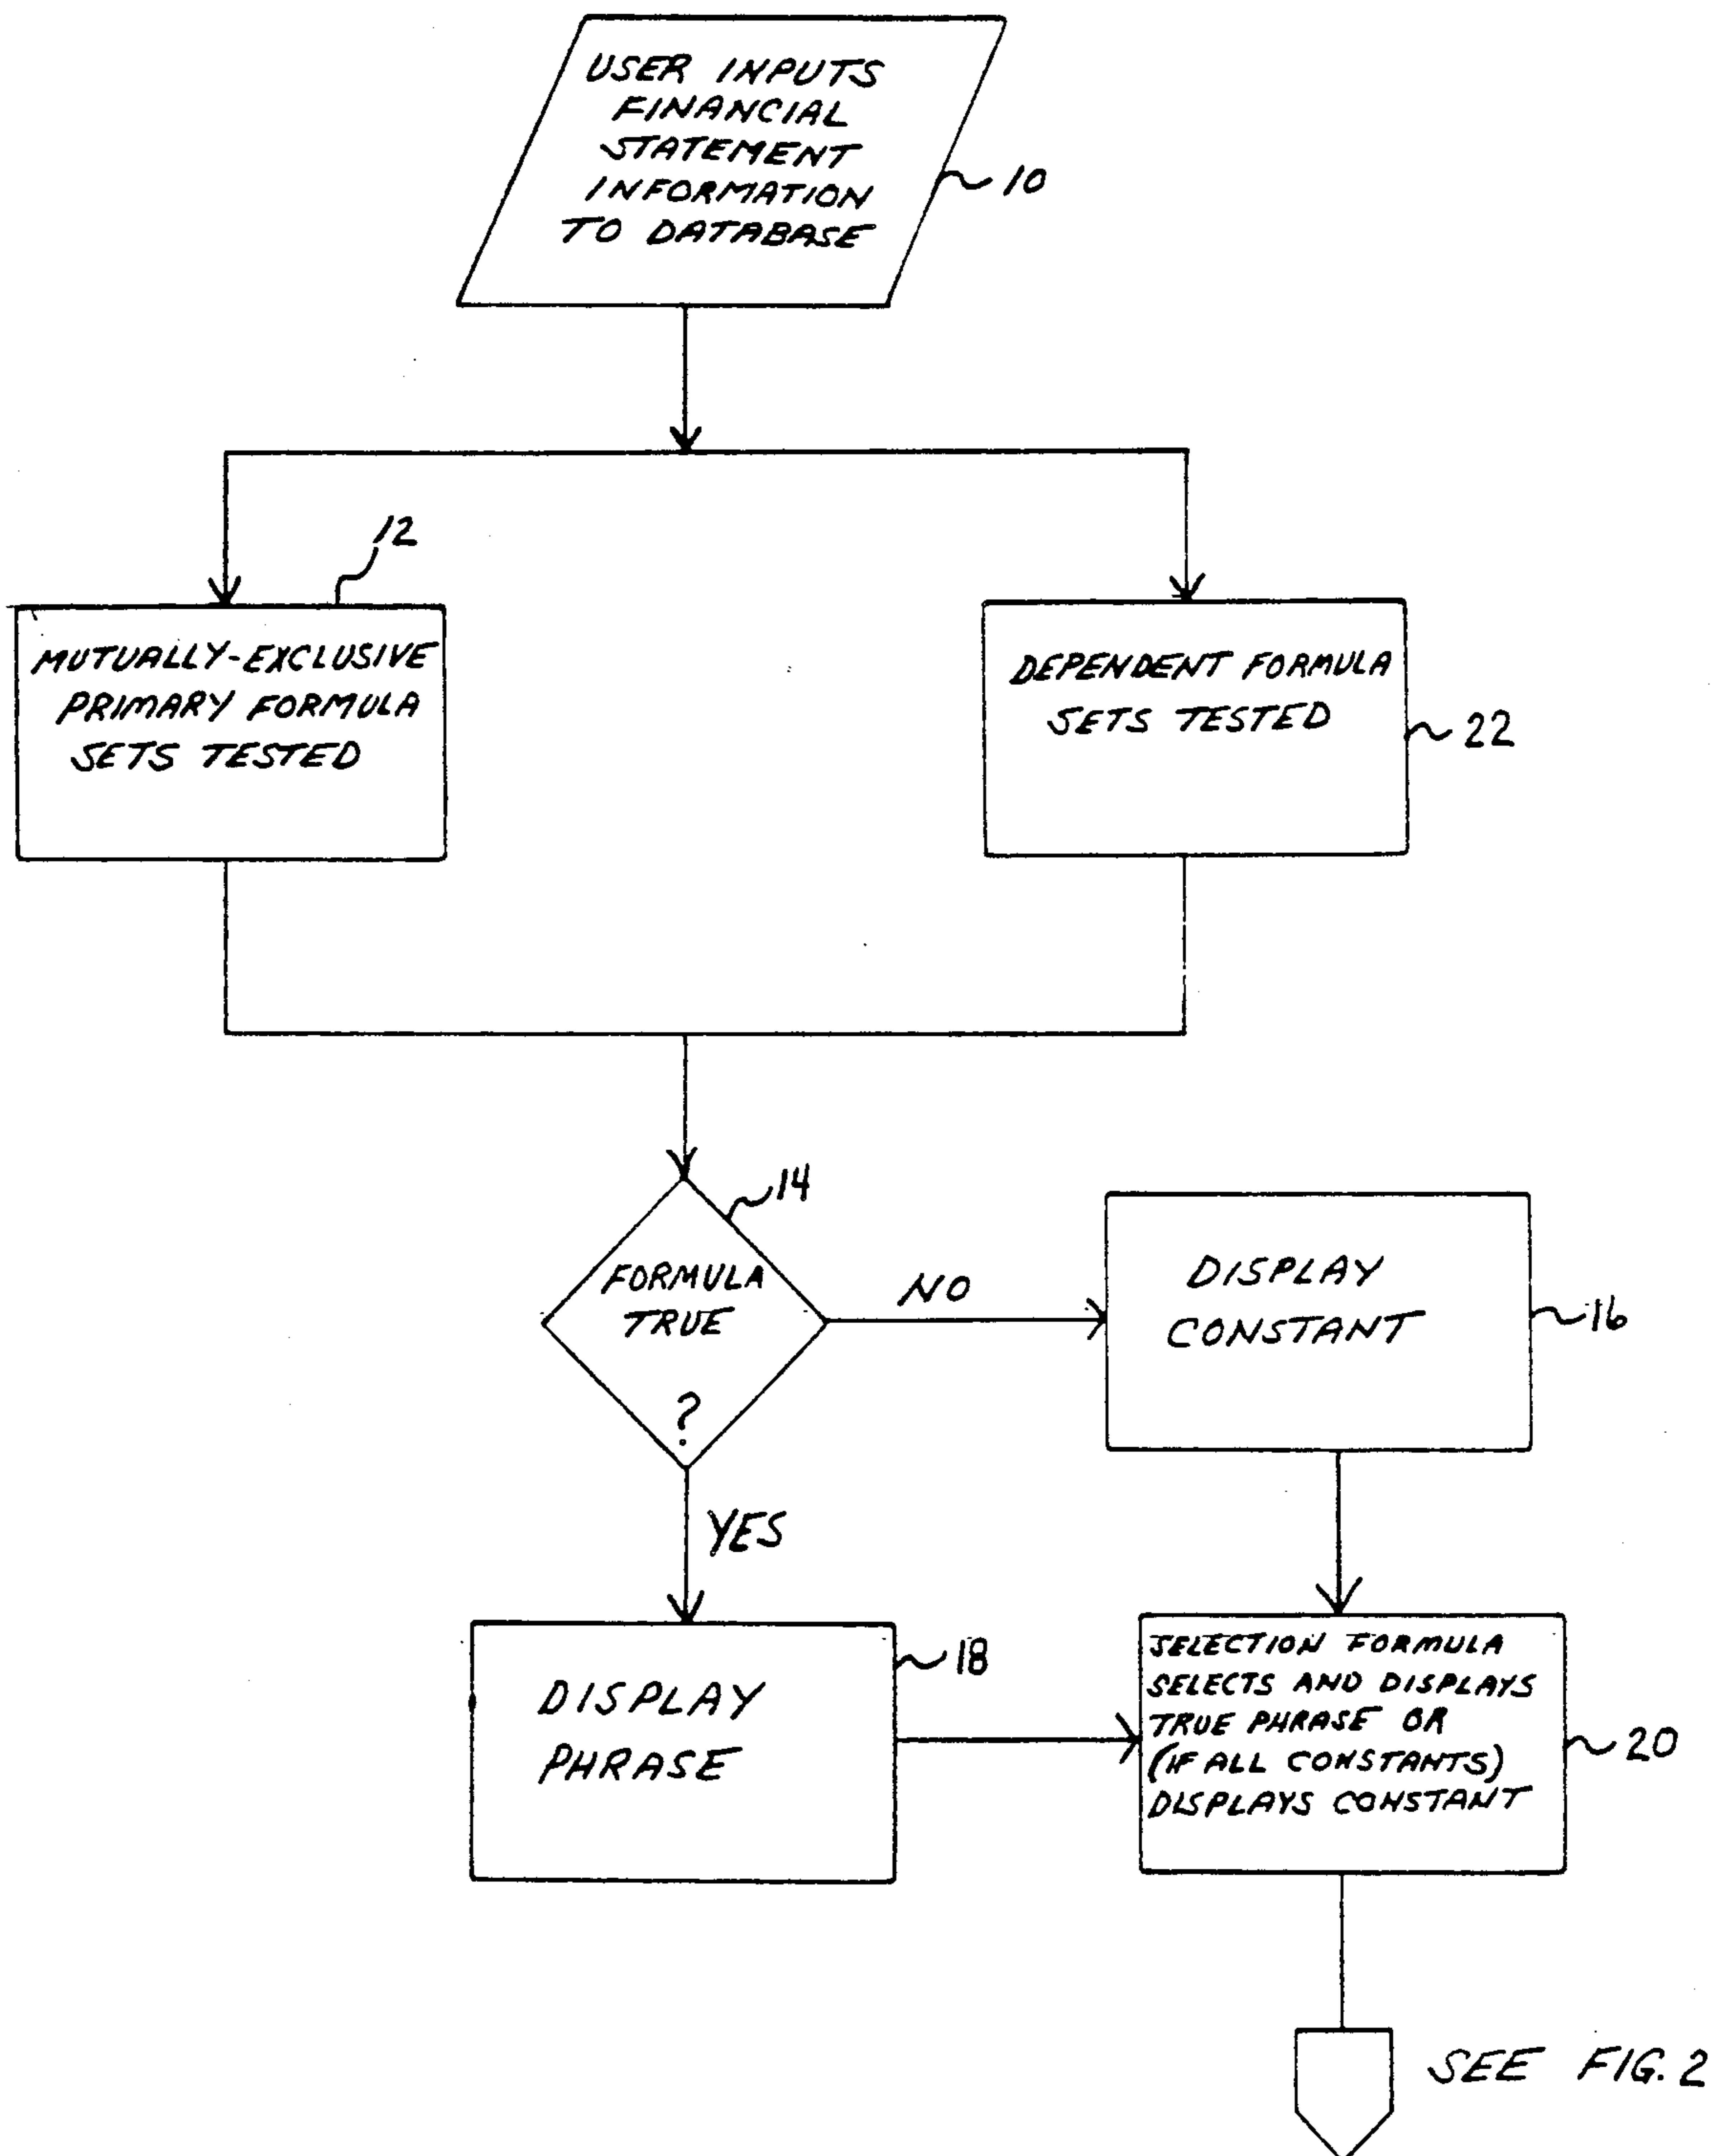 USER INPUTS
FINANCIAL
STATEMENT
INFORMATION
TO DATABASE
10
12
MUTUALLY-EXCLUSIVE
PRIMARY FORMULA
SETS TESTED
DEPENDENT FORMULA
SETS TESTED
22
14
FORMULA
TRUE
?
NO
DISPLAY
CONSTANT
16
YES
DISPLAY
PHRASE
18
SELECTION FORMULA
SELECTS AND DISPLAYS
TRUE PHRASE OR
(IF ALL CONSTANTS)
DISPLAYS CONSTANT
20
SEE FIG. 2